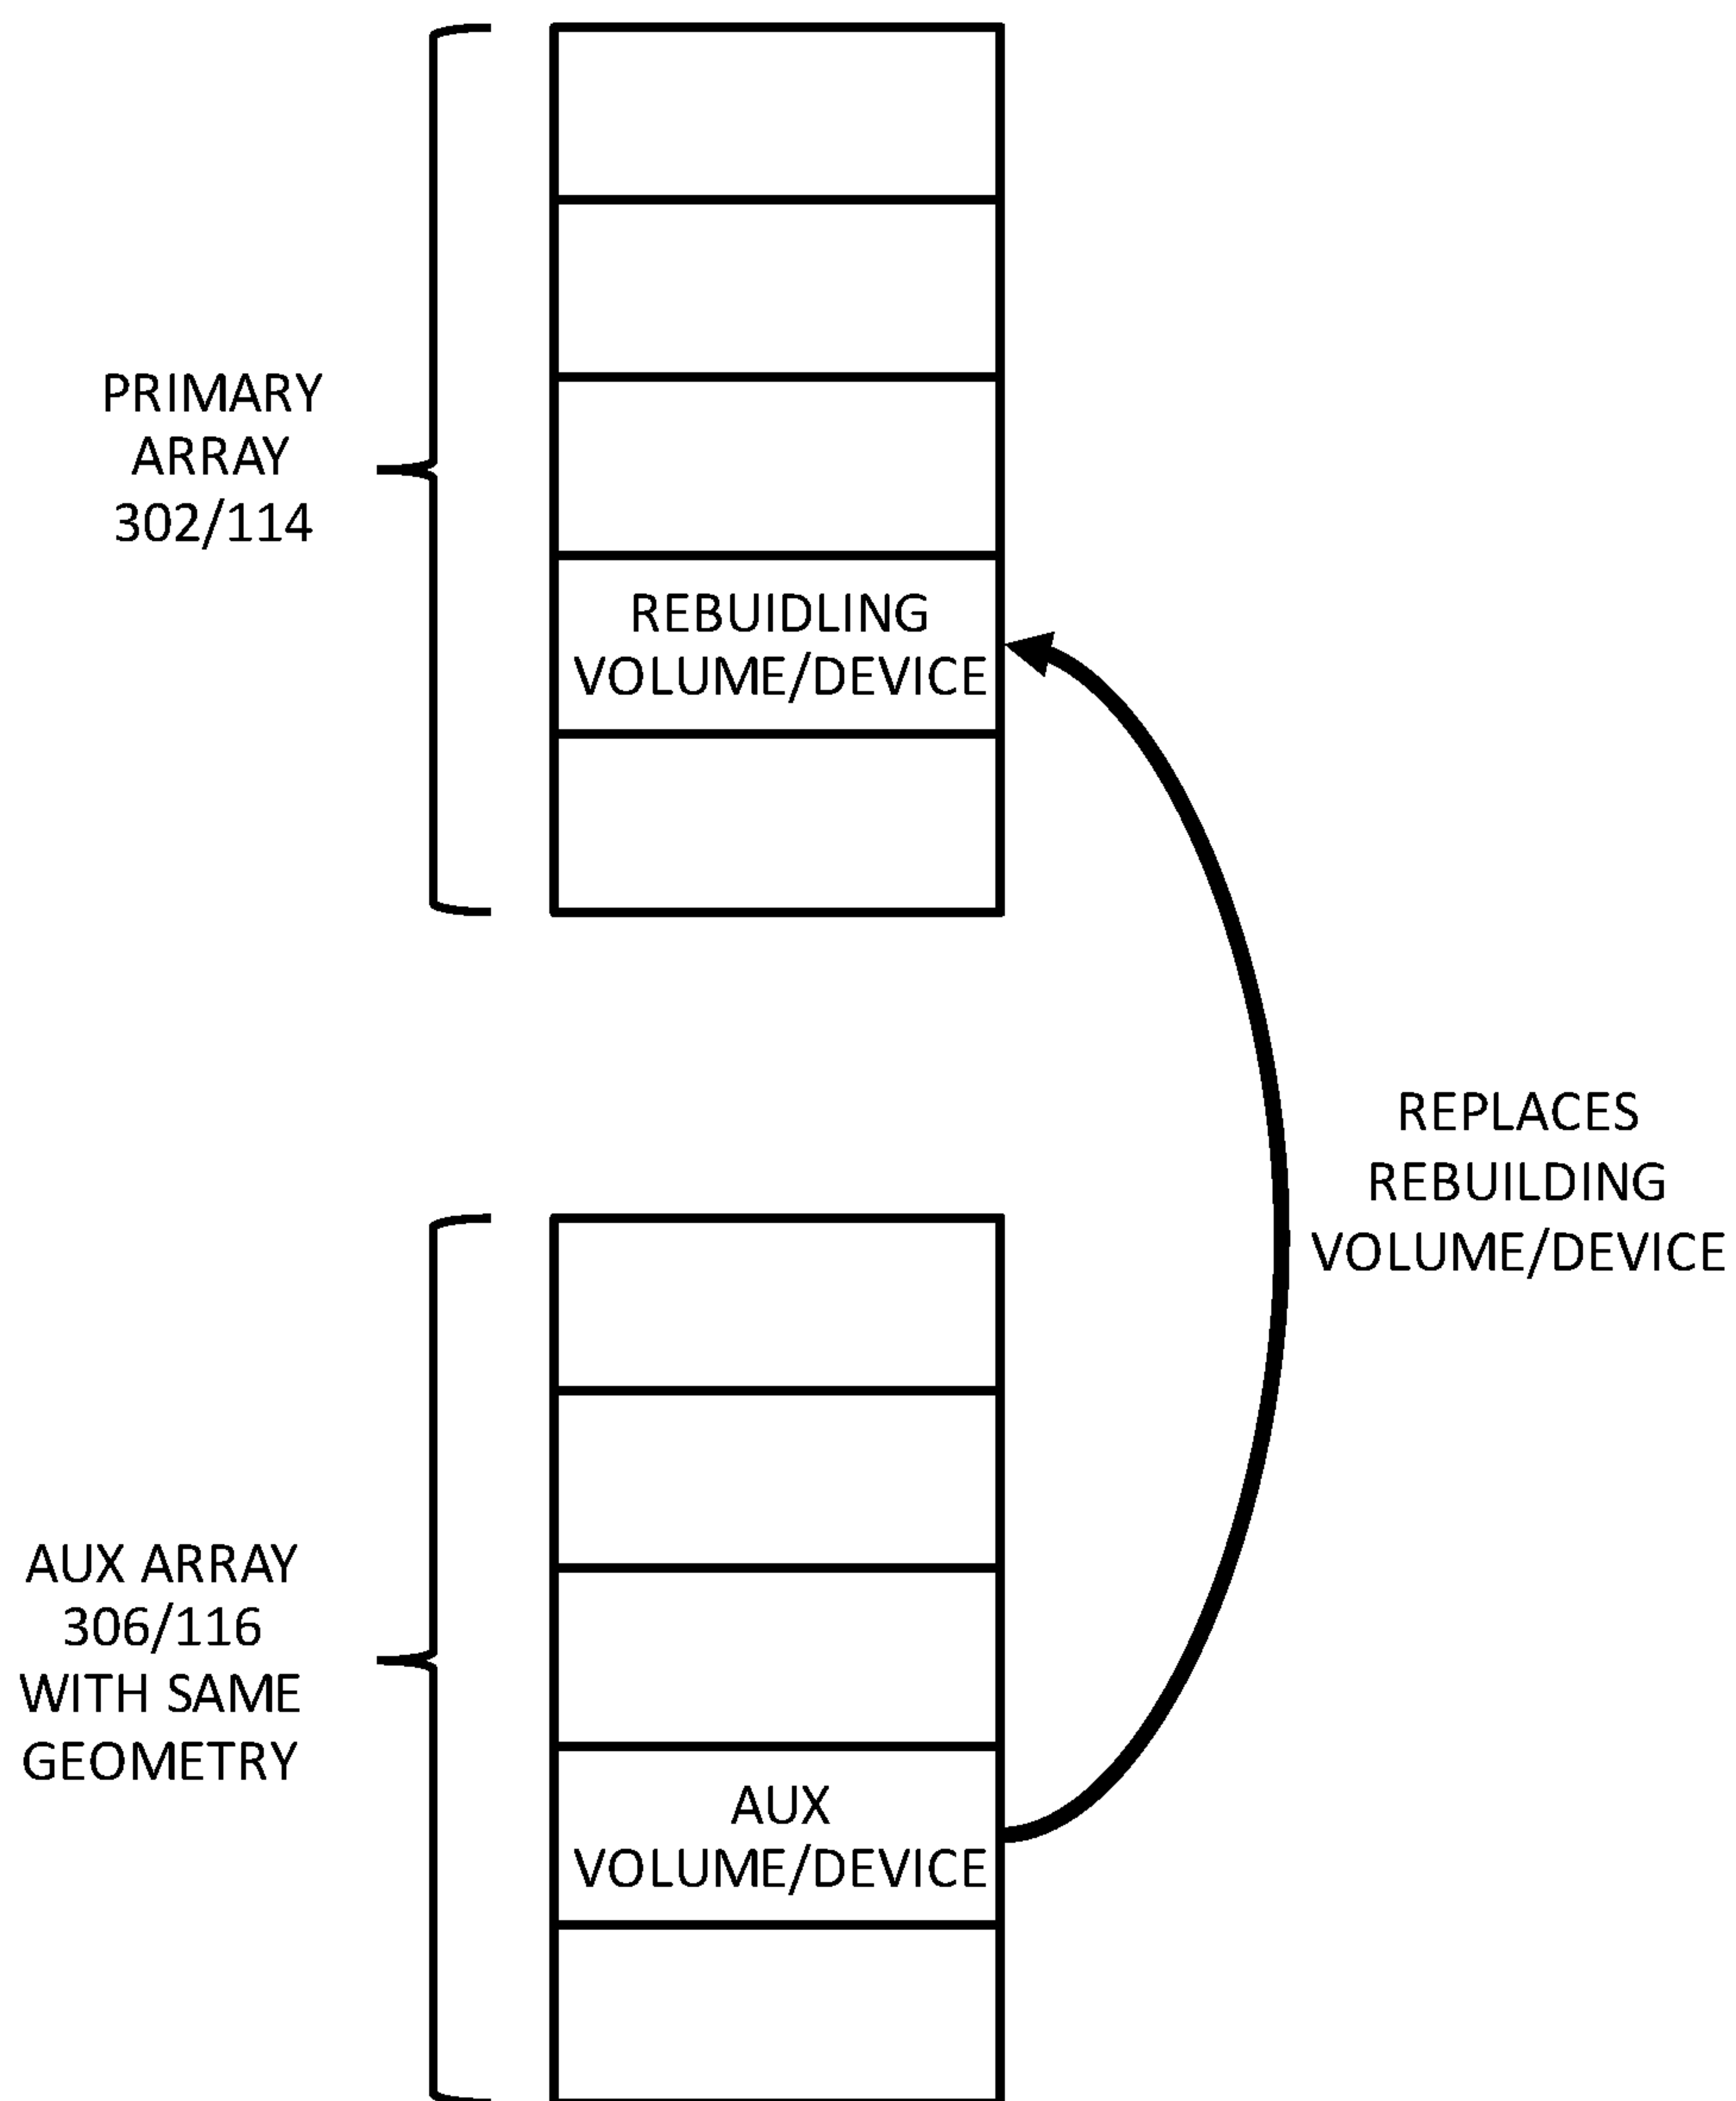 PRIMARY
ARRAY
302/114
REBUIDLING
VOLUME/DEVICE
REPLACES
REBUILDING
VOLUME/DEVICE
AUX ARRAY
306/116
WITH SAME
GEOMETRY
AUX
VOLUME/DEVICE